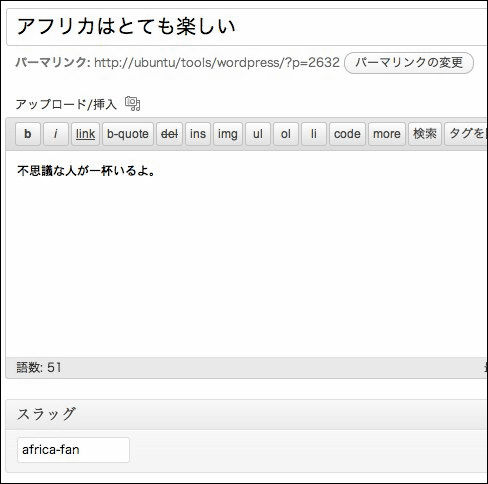 アフリカはとても楽しい
パーマリンク: http://ubuntu/tools/wordpress/?p=2632 パーマリンクの変更
アップロード/挿入
b i link b-quote del ins img ul ol li code more 検索 タグを
不思議な人が一杯いるよ。
語数: 51
スラッグ
africa-fan